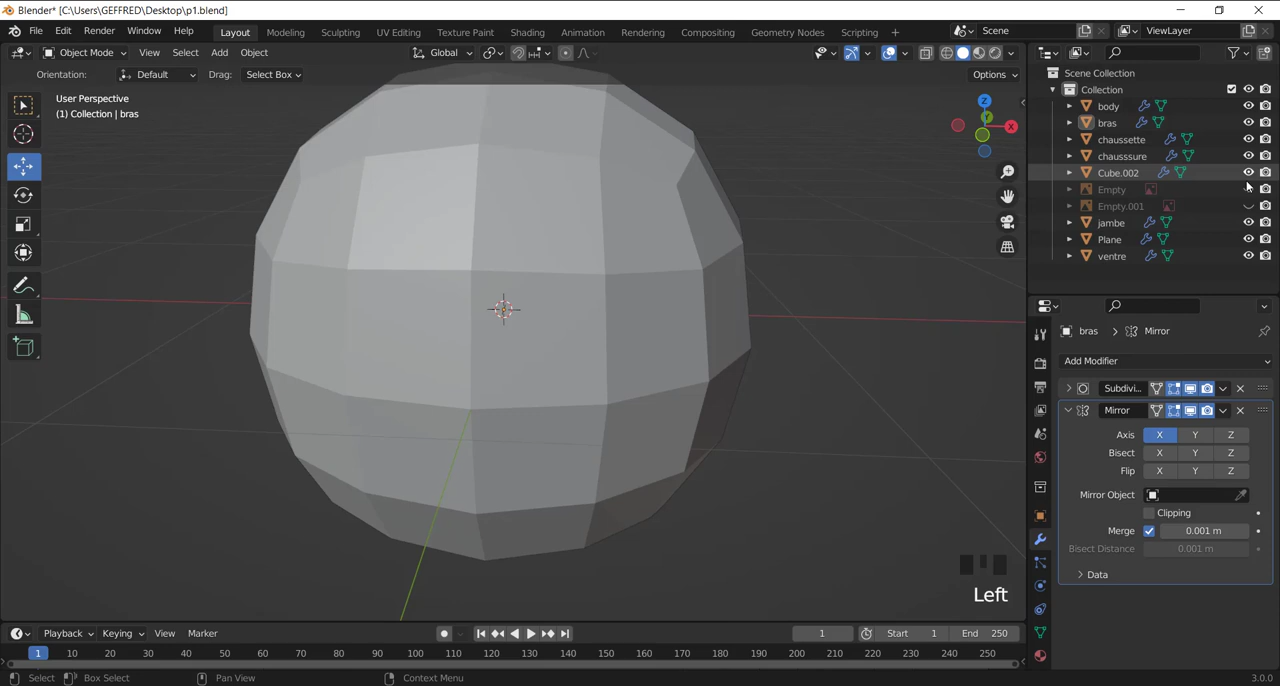 Blender* [C:\Users\GEFFRED\Desktop\p1.blend]
File Edit Render Window Help Layout Modeling Sculpting UV Editing Texture Paint Shading Animation Rendering Compositing Geometry Nodes Scripting + Scene ViewLayer
Object Mode View Select Add Object Global
Orientation: Default Drag: Select Box Options
User Perspective
(1) Collection | bras
Z
Y
X
Left
Scene Collection
Collection
body
bras
chaussette
chausssure
Cube.002
Empty
Empty.001
jambe
Plane
ventre
bras > Mirror
Add Modifier
Subdivi...
Mirror
Axis X Y Z
Bisect X Y Z
Flip X Y Z
Mirror Object
Clipping
Merge 0.001 m
Bisect Distance 0.001 m
Data
Playback Keying View Marker 1 Start 1 End 250
1 10 20 30 40 50 60 70 80 90 100 110 120 130 140 150 160 170 180 190 200 210 220 230 240 250
Select Box Select Pan View Context Menu 3.0.0